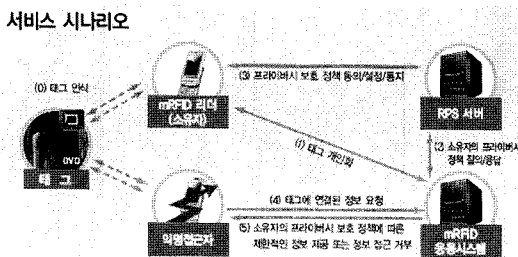 서비스 시나리오
(0) 태그 인식
mRFID 리더
(소유자)
(3) 프라이버시 보호 정책 동의/설정/통지
RPS 서버
DVD
태그
(1) 태그 개인화
(2) 소유자의 프라이버시
정책 질의/응답
(4) 태그에 연결된 정보 요청
익명접근자
(5) 소유자의 프라이버시 보호 정책에 따른
제한적인 정보 제공 또는 정보 접근 거부
mRFID
응용시스템